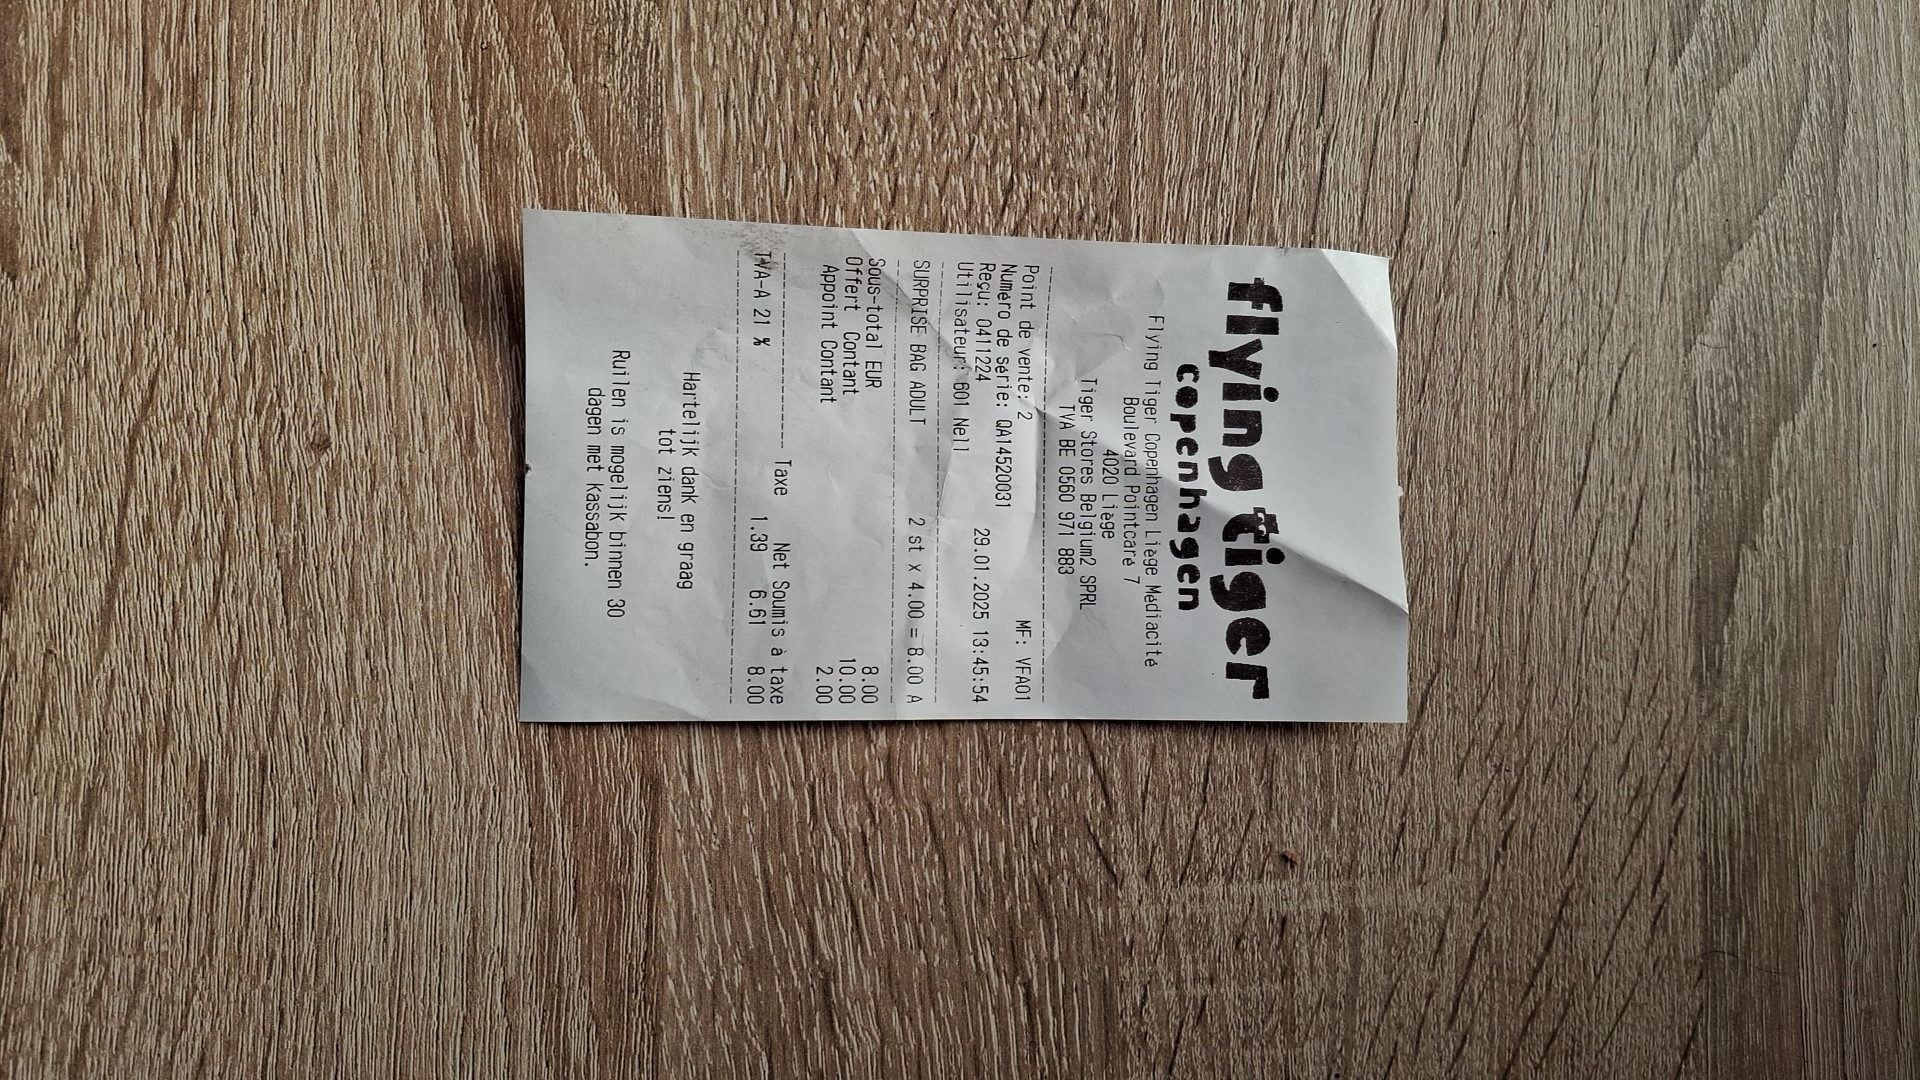 flying tiger
copenhagen
Flying Tiger Copenhagen Liège Médiacité
Boulevard Pointcaré 7
4020 Liège
Tiger Stores Belgium2 SPRL
TVA BE 0560 971 883
Point de vente: 2 MF: VFA01
Numéro de série: QA14520031
Reçu: 0411224 29.01.2025 13:45:54
Utilisateur: 601 Nell
SURPRISE BAG ADULT 2 st x 4.00 = 8.00 A
Sous-total EUR 8.00
Offert Contant 10.00
Appoint Contant 2.00
Taxe Net Soumis à taxe
TVA-A 21 % 1.39 6.61 8.00
Hartelijk dank en graag
tot ziens!
Ruilen is mogelijk binnen 30
dagen met kassabon.